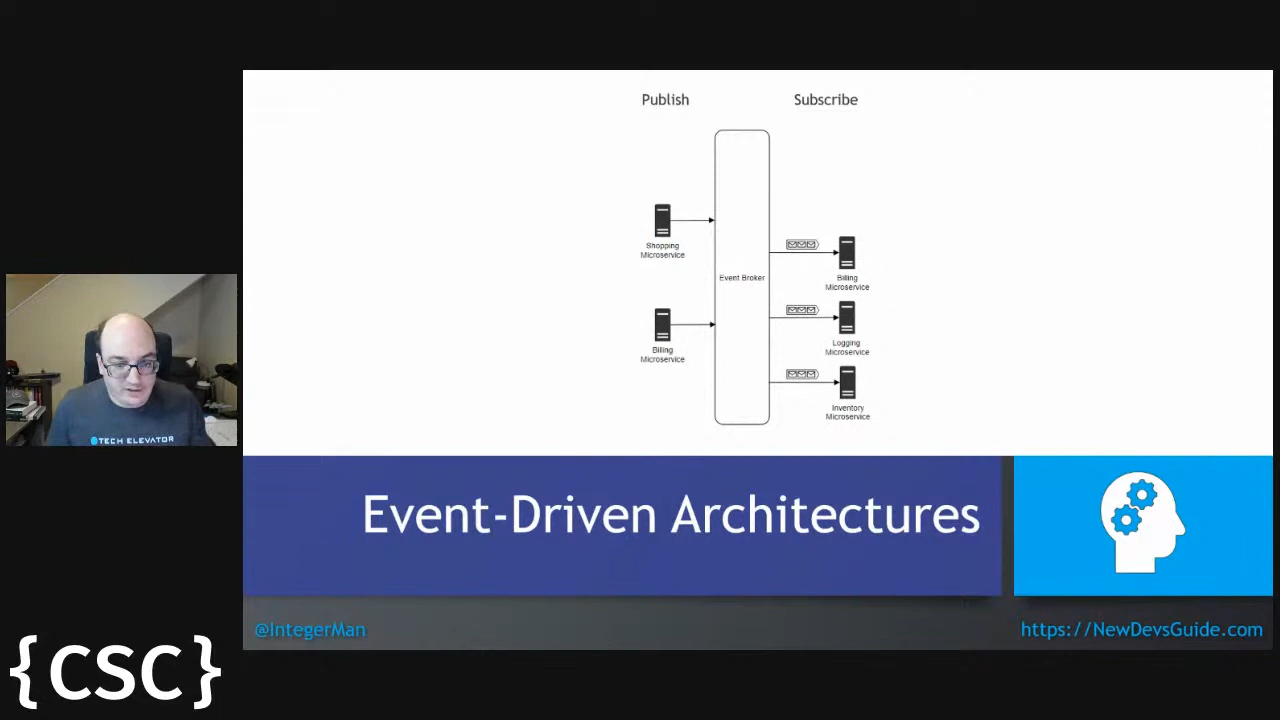 Publish
Subscribe
Shopping
Microservice
Event Broker
Billing
Microservice
Billing
Microservice
Logging
Microservice
Inventory
Microservice
TECH ELEVATOR
Event-Driven Architectures
@IntegerMan
https://NewDevsGuide.com
{CSC}